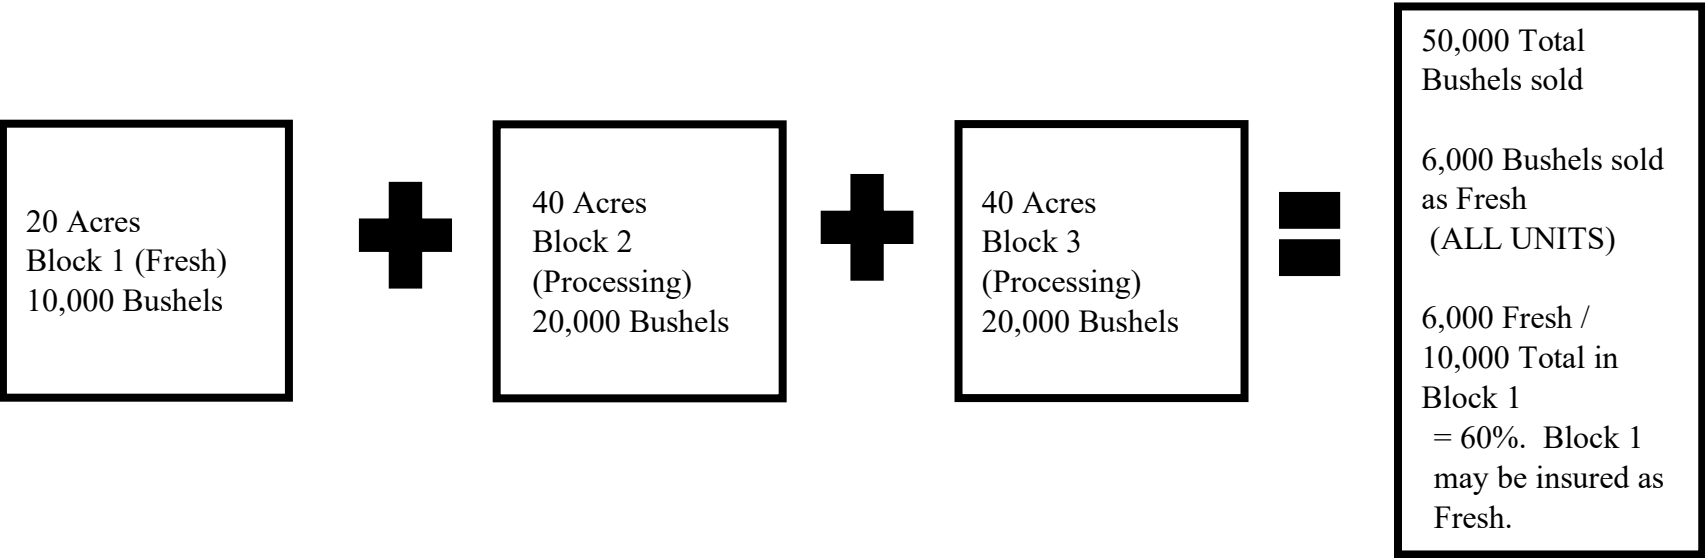 20 Acres
Block 1 (Fresh)
10,000 Bushels
40 Acres
Block 2
(Processing)
20,000 Bushels
40 Acres
Block 3
(Processing)
20,000 Bushels
50,000 Total
Bushels sold
6,000 Bushels sold
as Fresh
(ALL UNITS)
6,000 Fresh /
10,000 Total in
Block 1
= 60%.  Block 1
may be insured as
Fresh.